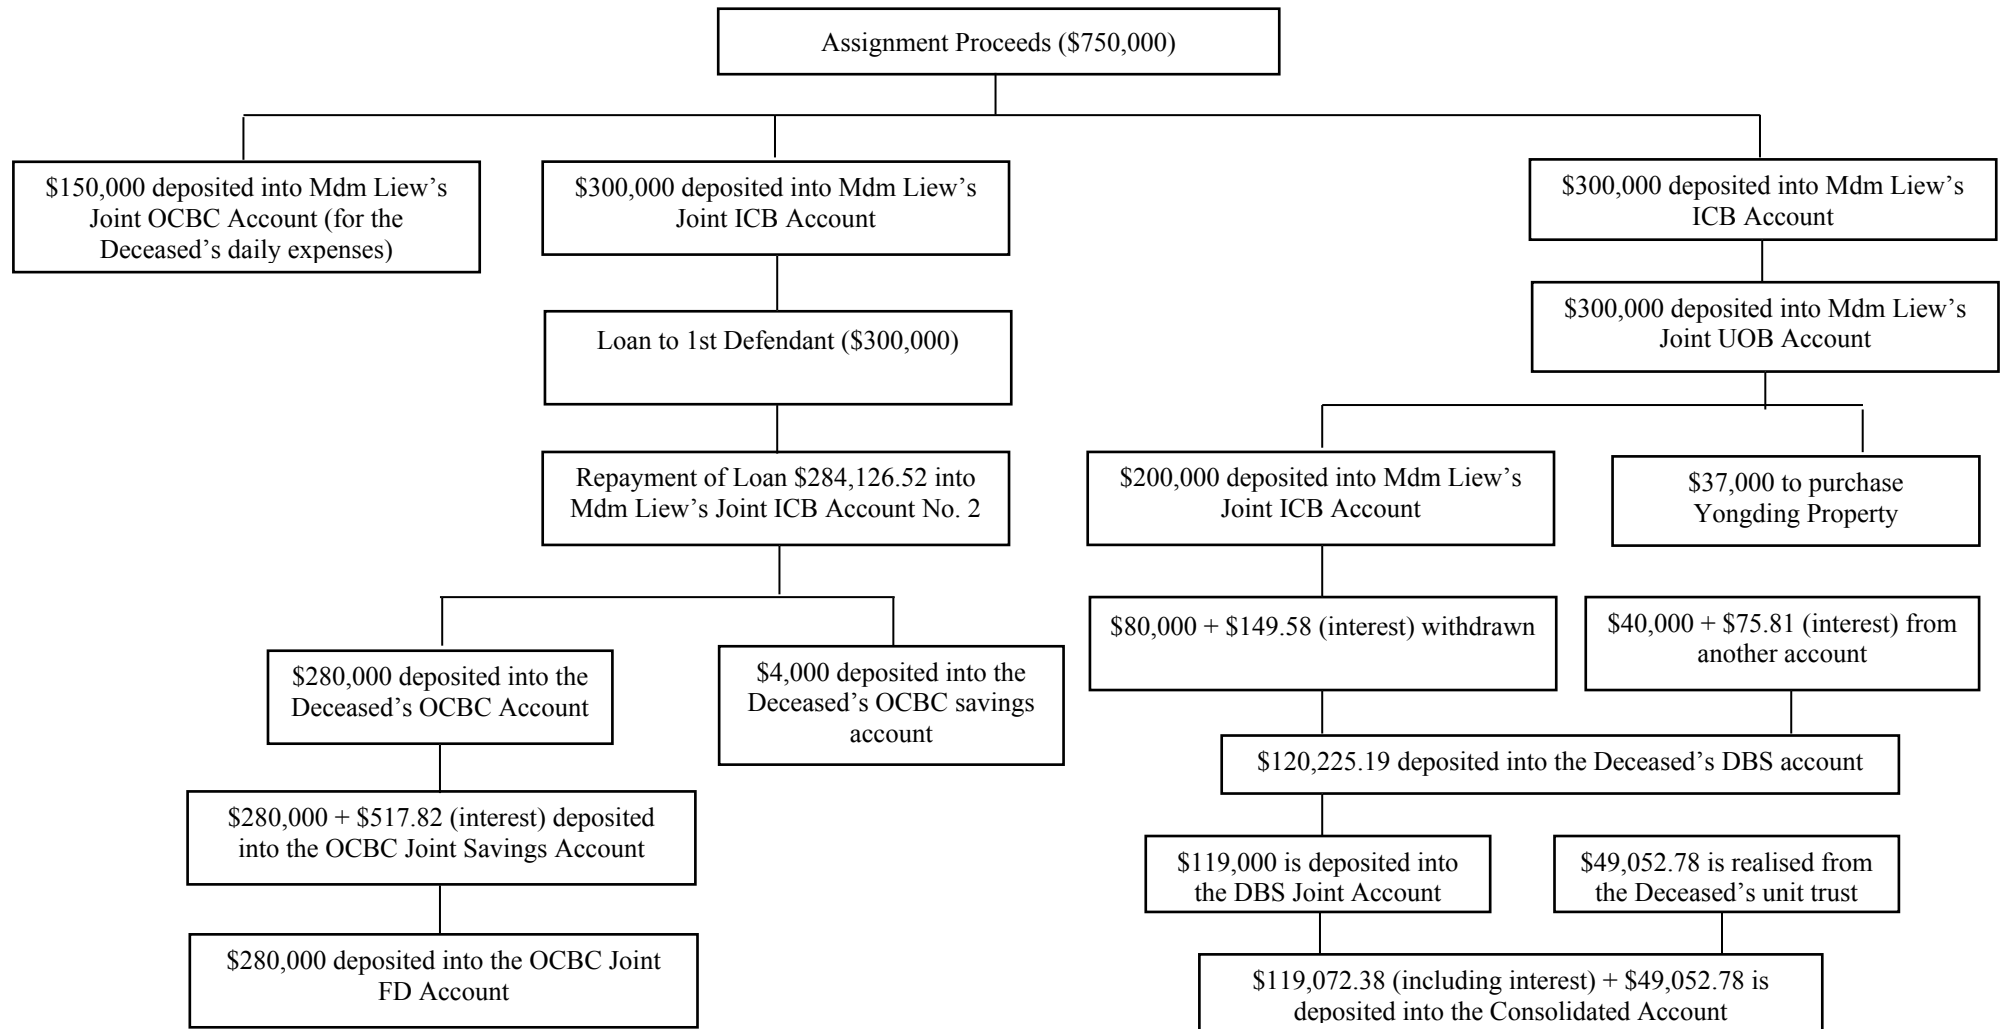 Assignment Proceeds ($750,000)
$150,000 deposited into Mdm Liew’s
Joint OCBC Account (for the
Deceased’s daily expenses)
$300,000 deposited into Mdm Liew’s
Joint ICB Account
$300,000 deposited into Mdm Liew’s
ICB Account
Loan to 1st Defendant ($300,000)
$300,000 deposited into Mdm Liew’s
Joint UOB Account
Repayment of Loan $284,126.52 into
Mdm Liew’s Joint ICB Account No. 2
$200,000 deposited into Mdm Liew’s
Joint ICB Account
$37,000 to purchase
Yongding Property
$280,000 deposited into the
Deceased’s OCBC Account
$4,000 deposited into the
Deceased’s OCBC savings
account
$80,000 + $149.58 (interest) withdrawn
$40,000 + $75.81 (interest) from
another account
$120,225.19 deposited into the Deceased’s DBS account
$280,000 + $517.82 (interest) deposited
into the OCBC Joint Savings Account
$119,000 is deposited into
the DBS Joint Account
$49,052.78 is realised from
the Deceased’s unit trust
$280,000 deposited into the OCBC Joint
FD Account
$119,072.38 (including interest) + $49,052.78 is
deposited into the Consolidated Account